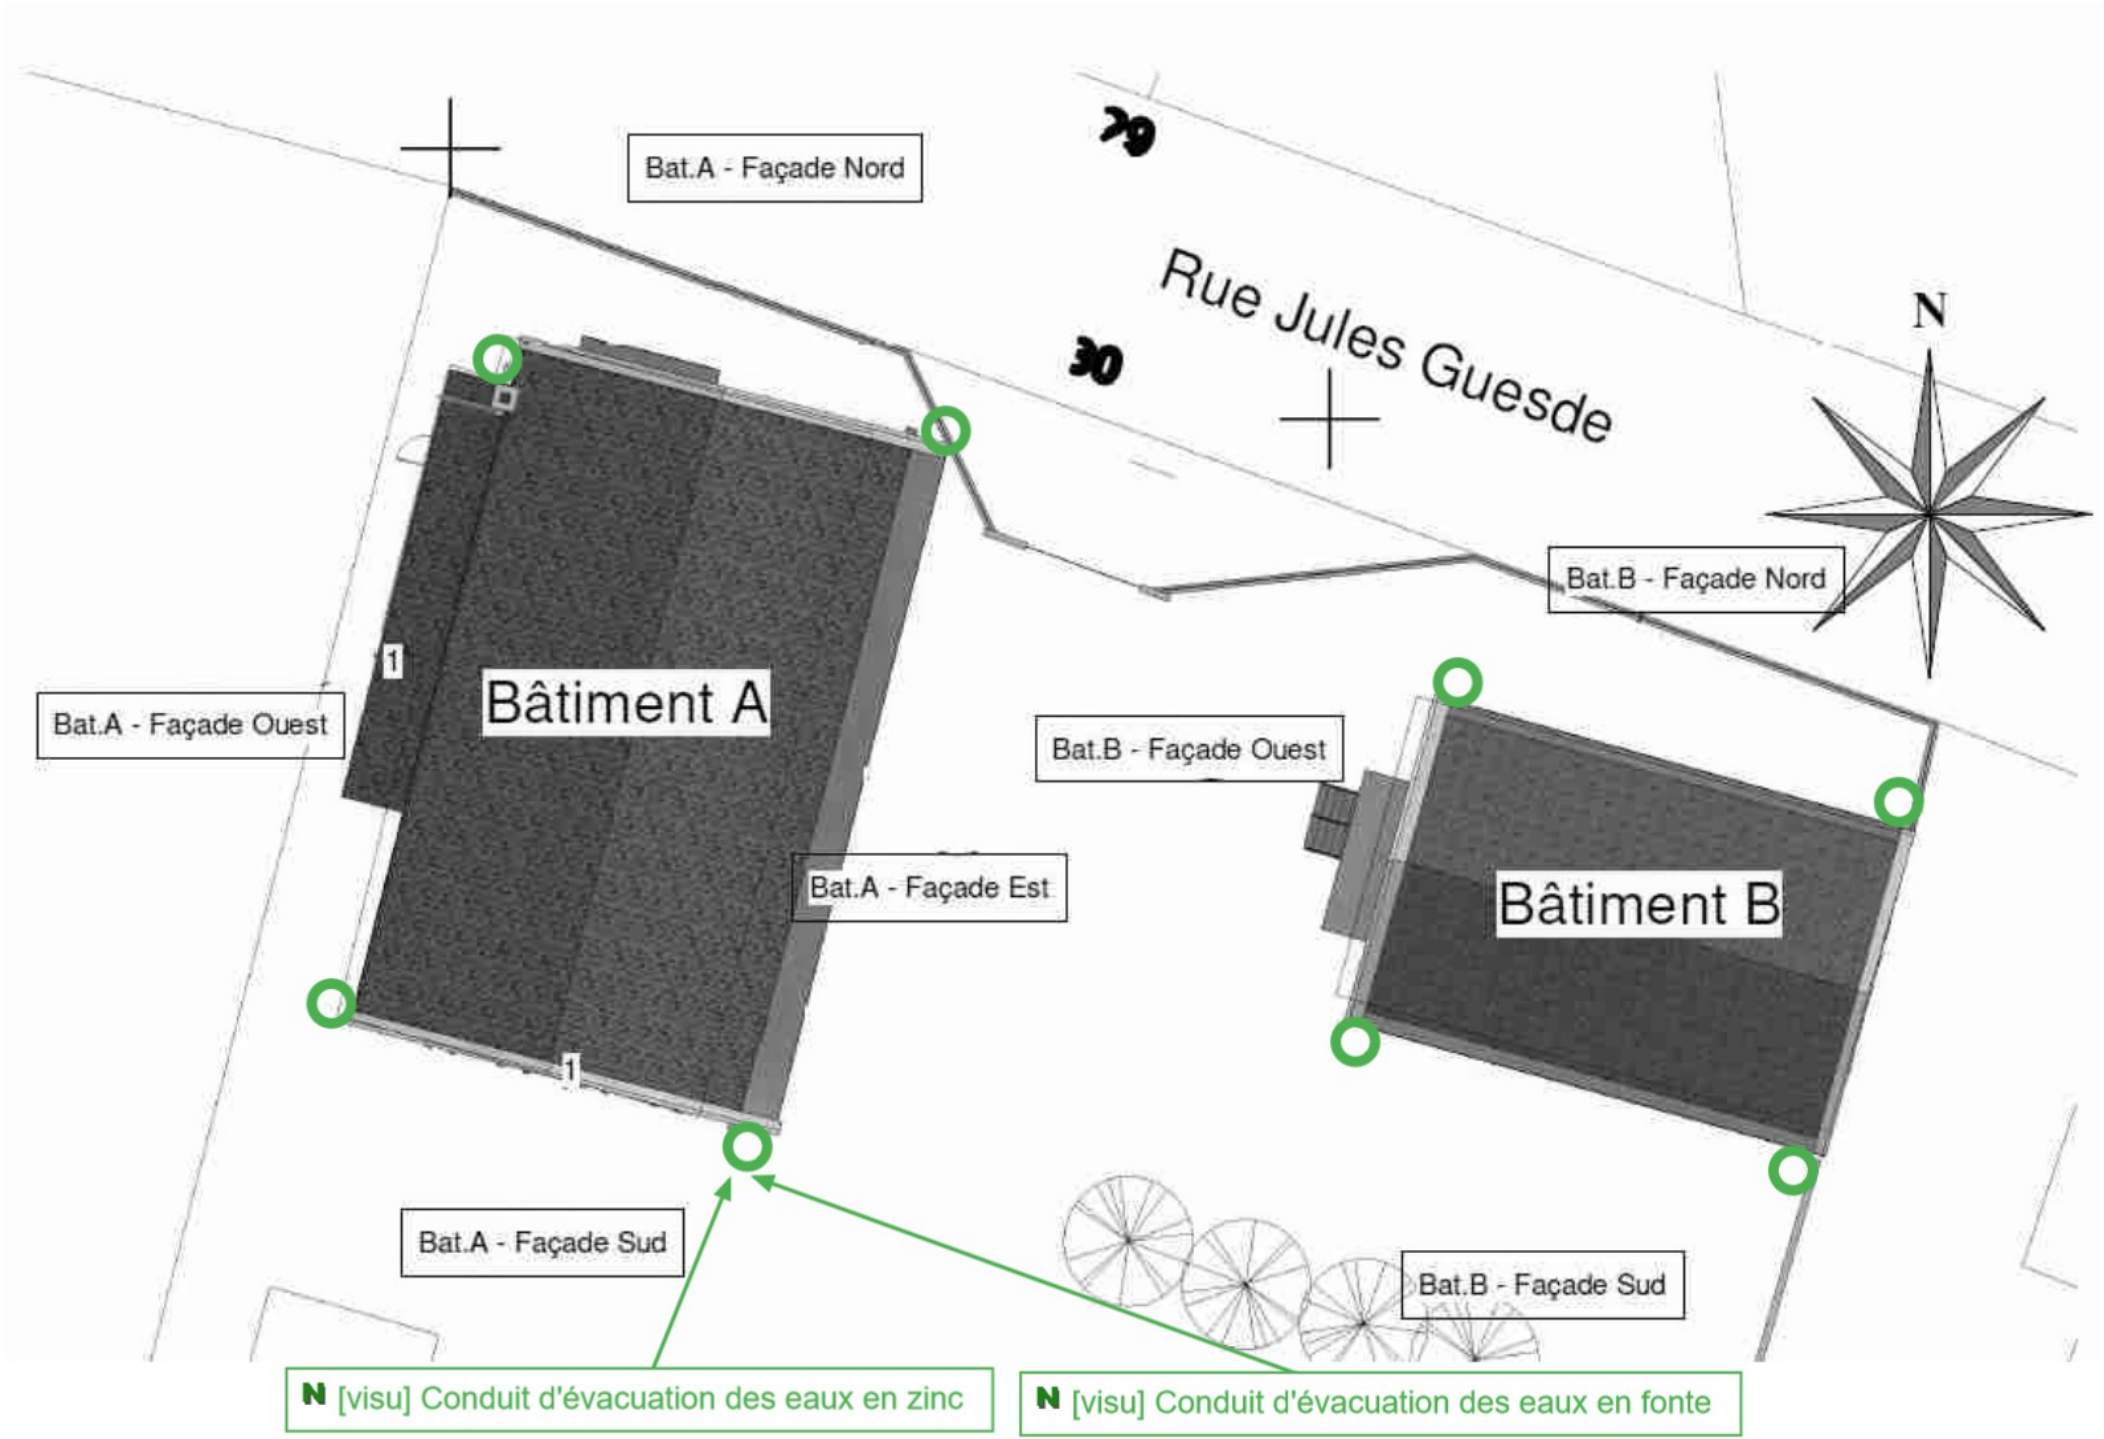 29
Bat.A - Façade Nord
Rue Jules Guesde
N
30
Bat.B - Façade Nord
1
Bâtiment A
Bat.A - Façade Ouest
Bat.B - Façade Ouest
Bat.A - Façade Est
Bâtiment B
1
Bat.A - Façade Sud
Bat.B - Façade Sud
N [visu] Conduit d'évacuation des eaux en zinc
N [visu] Conduit d'évacuation des eaux en fonte